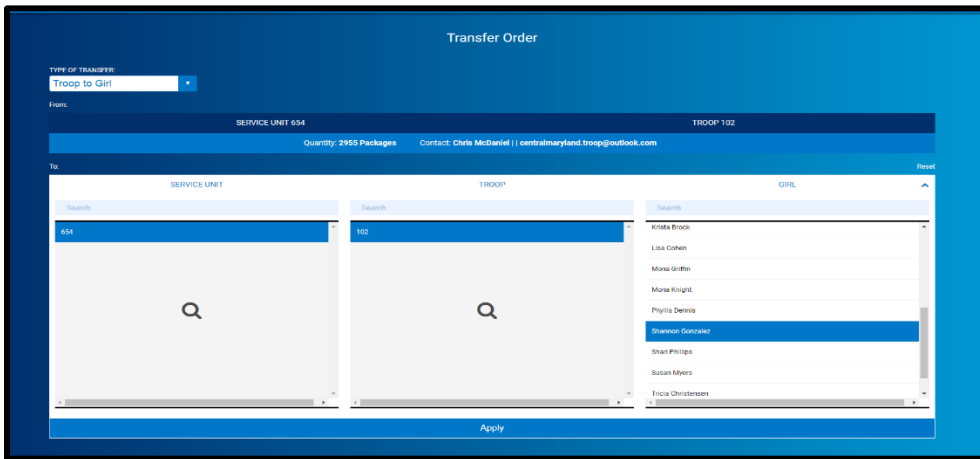 Transfer Order
TYPE OF TRANSFER:
Troop to Girl
From:
SERVICE UNIT 654 TROOP 102
Quantity: 2955 Packages Contact: Chris McDaniel | | centralmaryland.troop@outlook.com
To: Reset
SERVICE UNIT TROOP GIRL
Search Search Search
654 102 Krista Brock
Lisa Cohen
Mona Griffin
Mona Knight
Phyllis Dennis
Shannon Gonzalez
Shari Phillips
Susan Myers
Tricia Christensen
Apply